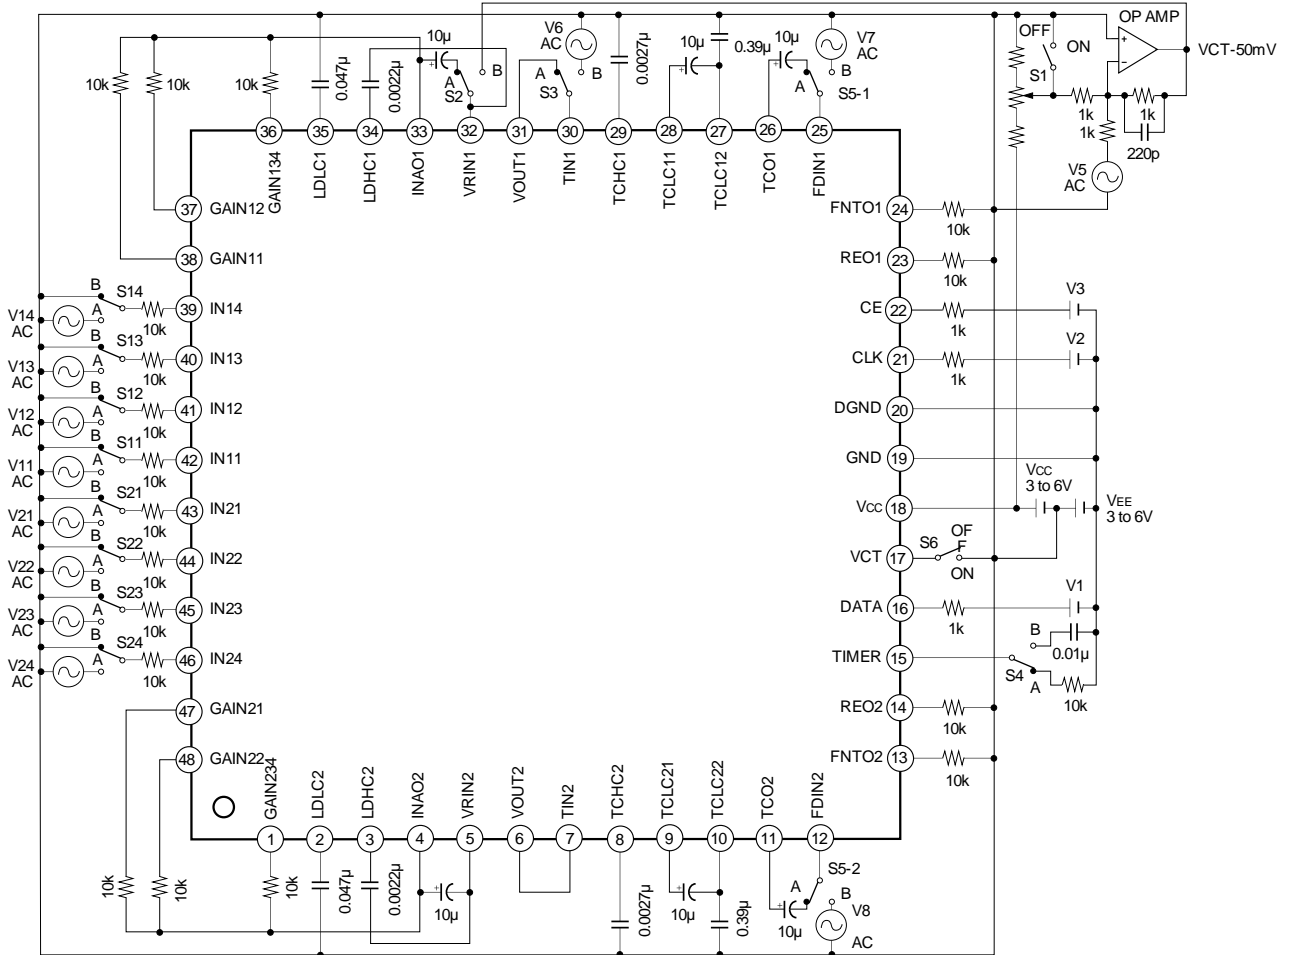 V6
AC
10µ
A
S2
B
A
S3
B
0.0027µ
10µ
0.39µ
10µ
A
V7
AC
B
S5-1
OFF
ON
S1
OP AMP
+
−
VCT-50mV
1k
1k
1k
220p
V5
AC
10k
10k
10k
0.047µ
0.0022µ
36
35
34
33
32
31
30
29
28
27
26
25
GAIN134
LDLC1
LDHC1
INAO1
VRIN1
VOUT1
TIN1
TCHC1
TCLC11
TCLC12
TCO1
FDIN1
37 GAIN12
38 GAIN11
V14
AC
B
A
S14
10k
39 IN14
V13
AC
B
A
S13
10k
40 IN13
V12
AC
B
A
S12
10k
41 IN12
V11
AC
B
A
S11
10k
42 IN11
V21
AC
B
A
S21
10k
43 IN21
V22
AC
B
A
S22
10k
44 IN22
V23
AC
B
A
S23
10k
45 IN23
V24
AC
B
A
S24
10k
46 IN24
47 GAIN21
48 GAIN22
FNTO1 24
10k
REO1 23
10k
CE 22
1k
V3
CLK 21
1k
V2
DGND 20
GND 19
VCC 18
VCC
3 to 6V
VEE
3 to 6V
VCT 17
S6
OF
F
ON
DATA 16
1k
V1
TIMER 15
B
0.01µ
S4
A
10k
REO2 14
10k
FNTO2 13
10k
GAIN234
LDLC2
LDHC2
INAO2
VRIN2
VOUT2
TIN2
TCHC2
TCLC21
TCLC22
TCO2
FDIN2
1
2
3
4
5
6
7
8
9
10
11
12
10k
10k
10k
0.047µ
0.0022µ
10µ
0.0027µ
10µ
0.39µ
10µ
A
S5-2
B
V8
AC